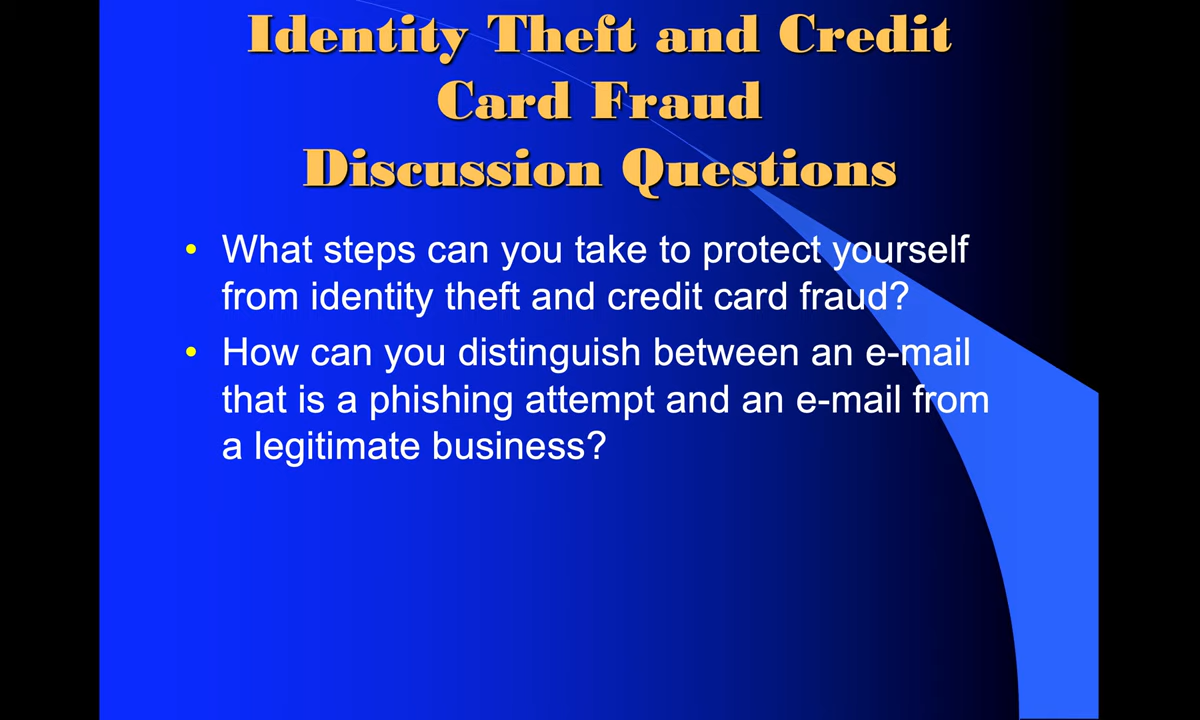 Identity Theft and Credit
Card Fraud
Discussion Questions
• What steps can you take to protect yourself
from identity theft and credit card fraud?
• How can you distinguish between an e-mail
that is a phishing attempt and an e-mail from
a legitimate business?